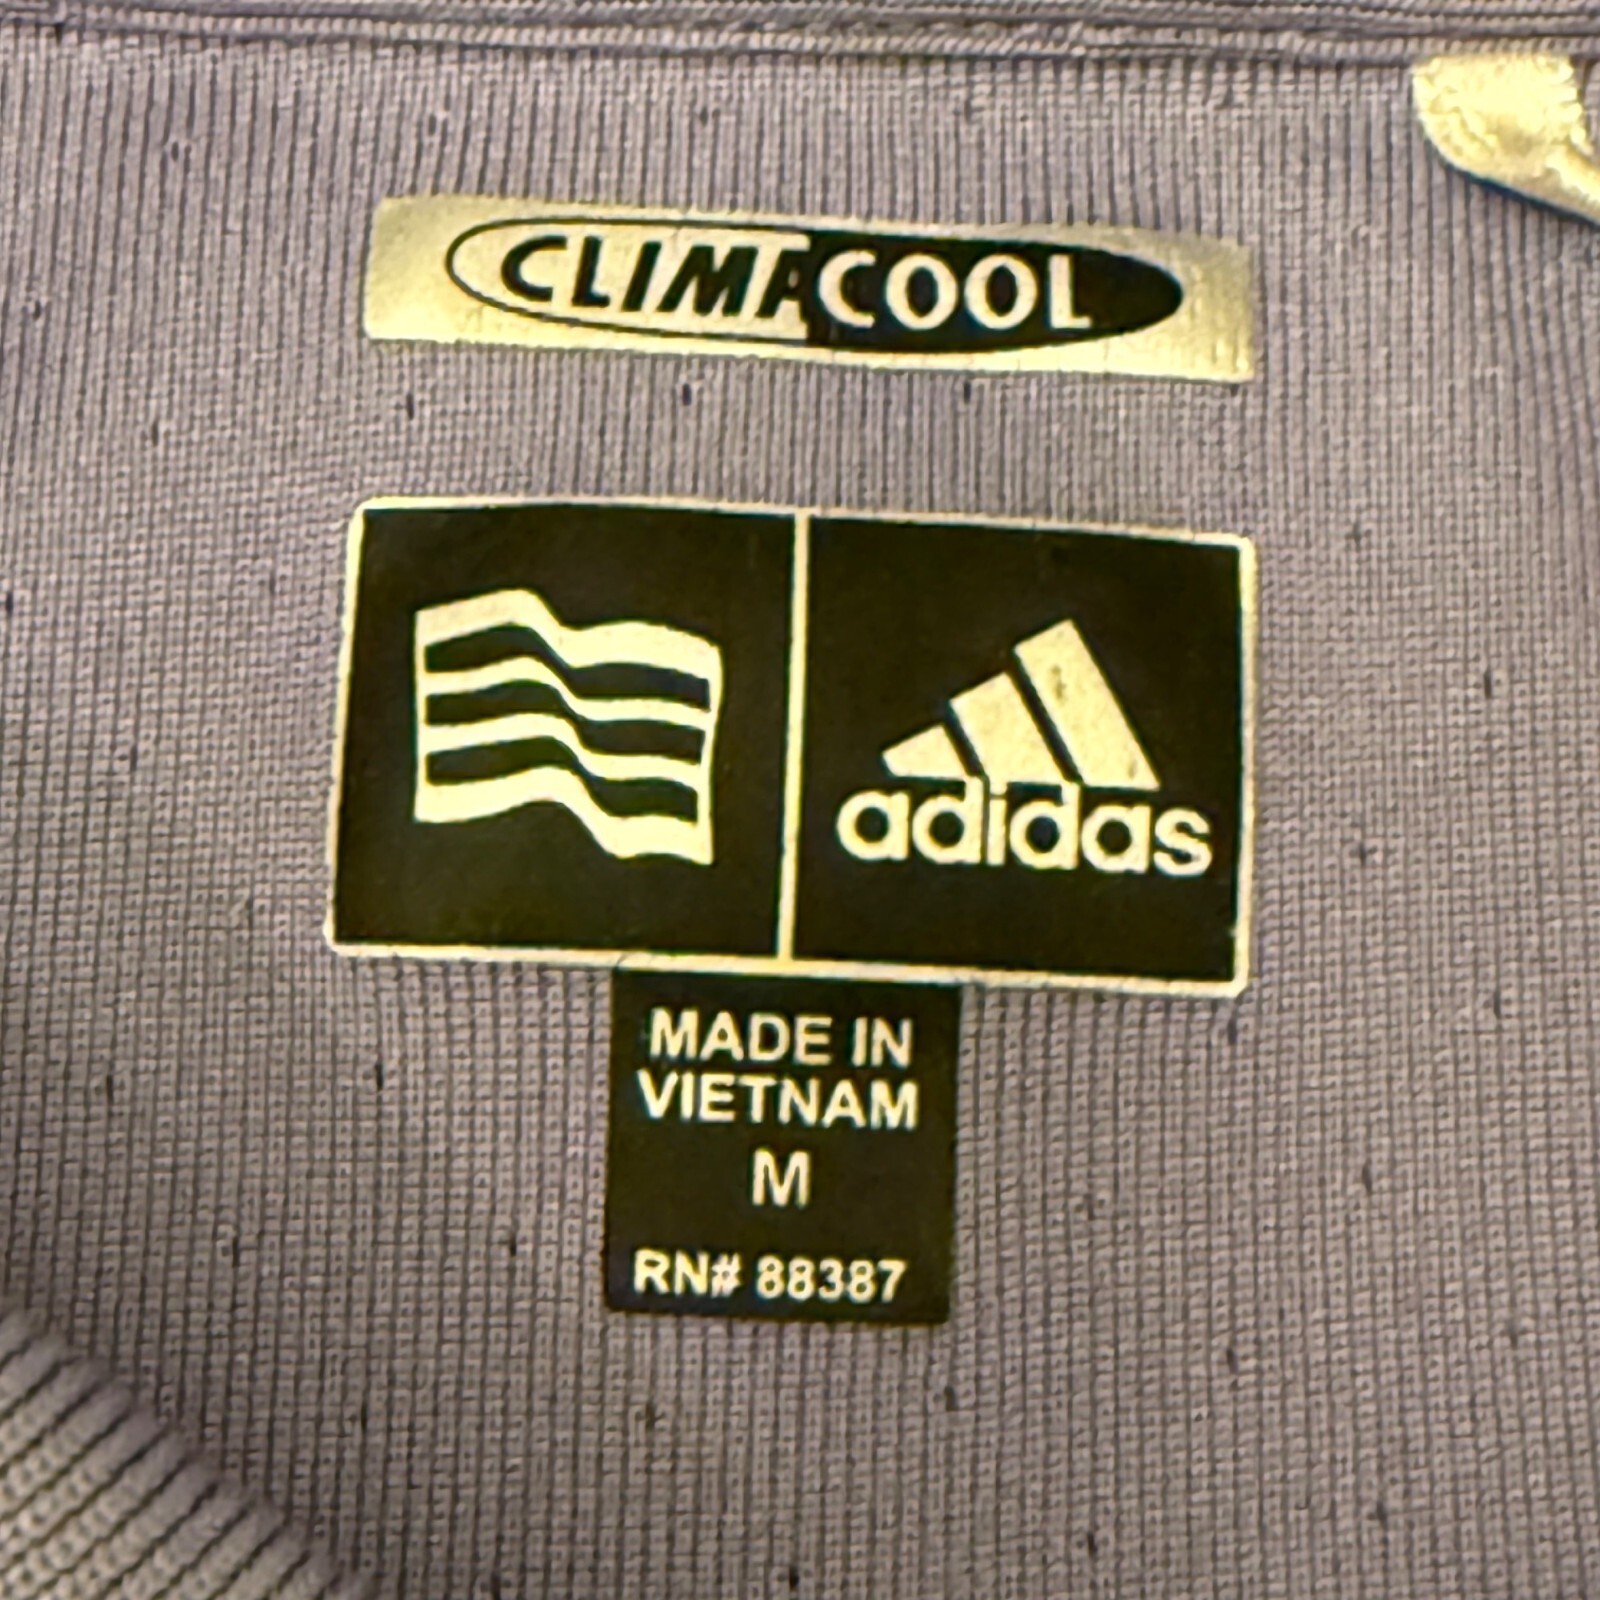 CLIMACOOL
adidas
MADE IN
VIETNAM
M
RN# 88387